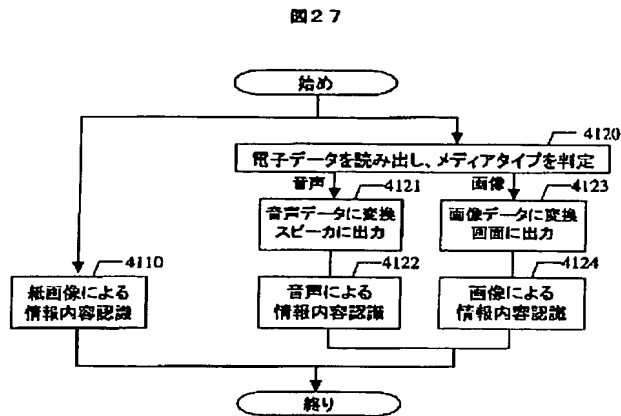 図27
始め
4120
電子データを読み出し、メディアタイプを判定
音声
4121
画像
4123
音声データに変換
スピーカに出力
画像データに変換
画面に出力
4110
4122
4124
紙画像による
情報内容認識
音声による
情報内容認識
画像による
情報内容認識
終り